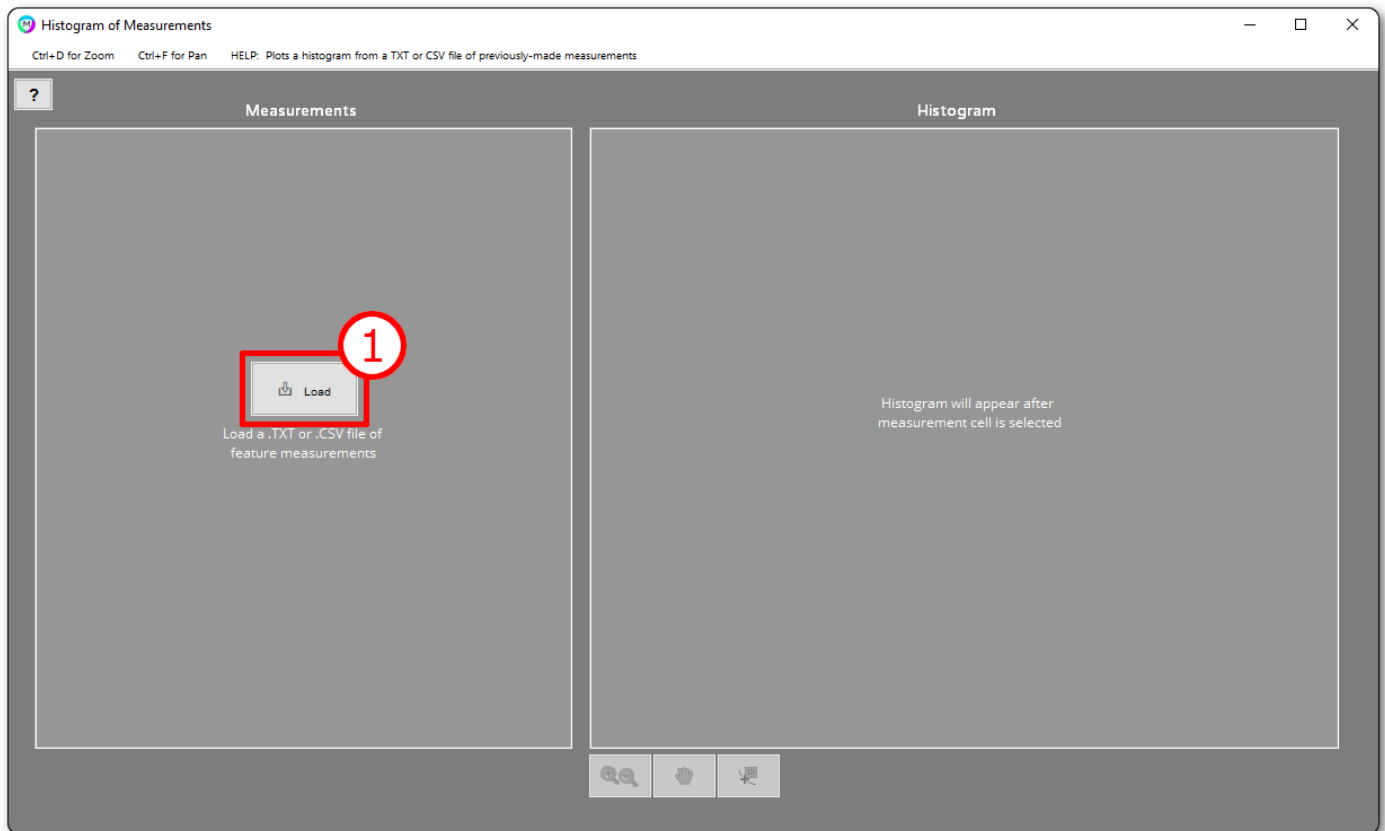 Histogram of Measurements
Ctrl+D for Zoom Ctrl+F for Pan HELP: Plots a histogram from a TXT or CSV file of previously-made measurements
?
Measurements
Histogram
1
Load
Load a .TXT or .CSV file of
feature measurements
Histogram will appear after
measurement cell is selected